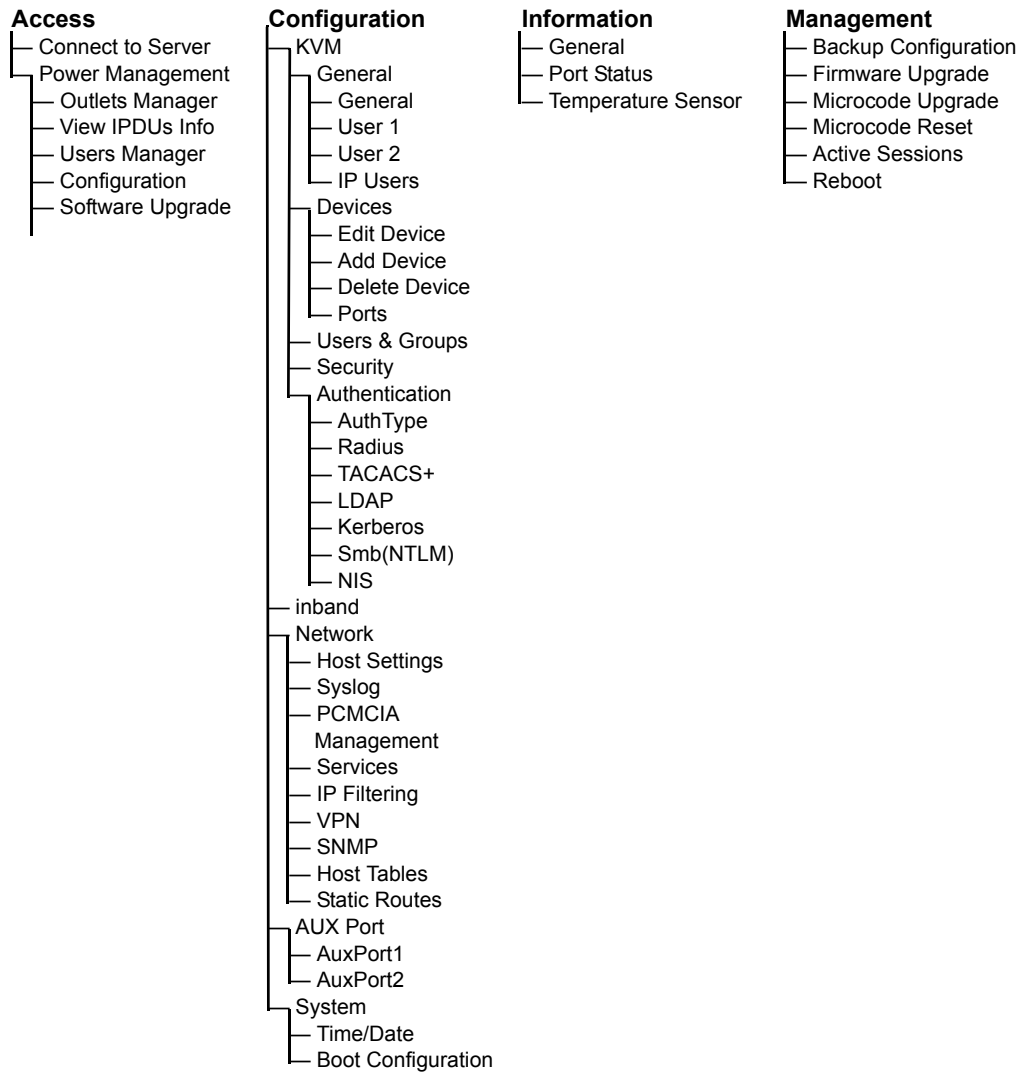 Access
Connect to Server
Power Management
Outlets Manager
View IPDUs Info
Users Manager
Configuration
Software Upgrade
Configuration
KVM
General
General
User 1
User 2
IP Users
Devices
Edit Device
Add Device
Delete Device
Ports
Users & Groups
Security
Authentication
AuthType
Radius
TACACS+
LDAP
Kerberos
Smb(NTLM)
NIS
inband
Network
Host Settings
Syslog
PCMCIA
Management
Services
IP Filtering
VPN
SNMP
Host Tables
Static Routes
AUX Port
AuxPort1
AuxPort2
System
Time/Date
Boot Configuration
Information
General
Port Status
Temperature Sensor
Management
Backup Configuration
Firmware Upgrade
Microcode Upgrade
Microcode Reset
Active Sessions
Reboot